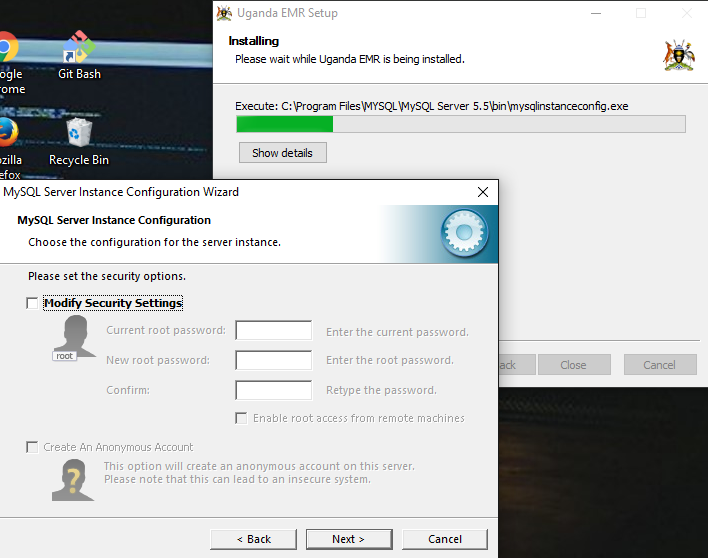 Uganda EMR Setup
Installing
Please wait while Uganda EMR is being installed.
Execute: C:\Program Files\MYSQL\MySQL Server 5.5\bin\mysqlinstanceconfig.exe
Show details
ogle
rome
Git Bash
ozilla
efox
Recycle Bin
MySQL Server Instance Configuration Wizard
MySQL Server Instance Configuration
Choose the configuration for the server instance.
Please set the security options.
Modify Security Settings
root
Current root password:
Enter the current password.
New root password:
Enter the root password.
Confirm:
Retype the password.
Enable root access from remote machines
Create An Anonymous Account
This option will create an anonymous account on this server.
Please note that this can lead to an insecure system.
< Back
Next >
Cancel
ack
Close
Cancel